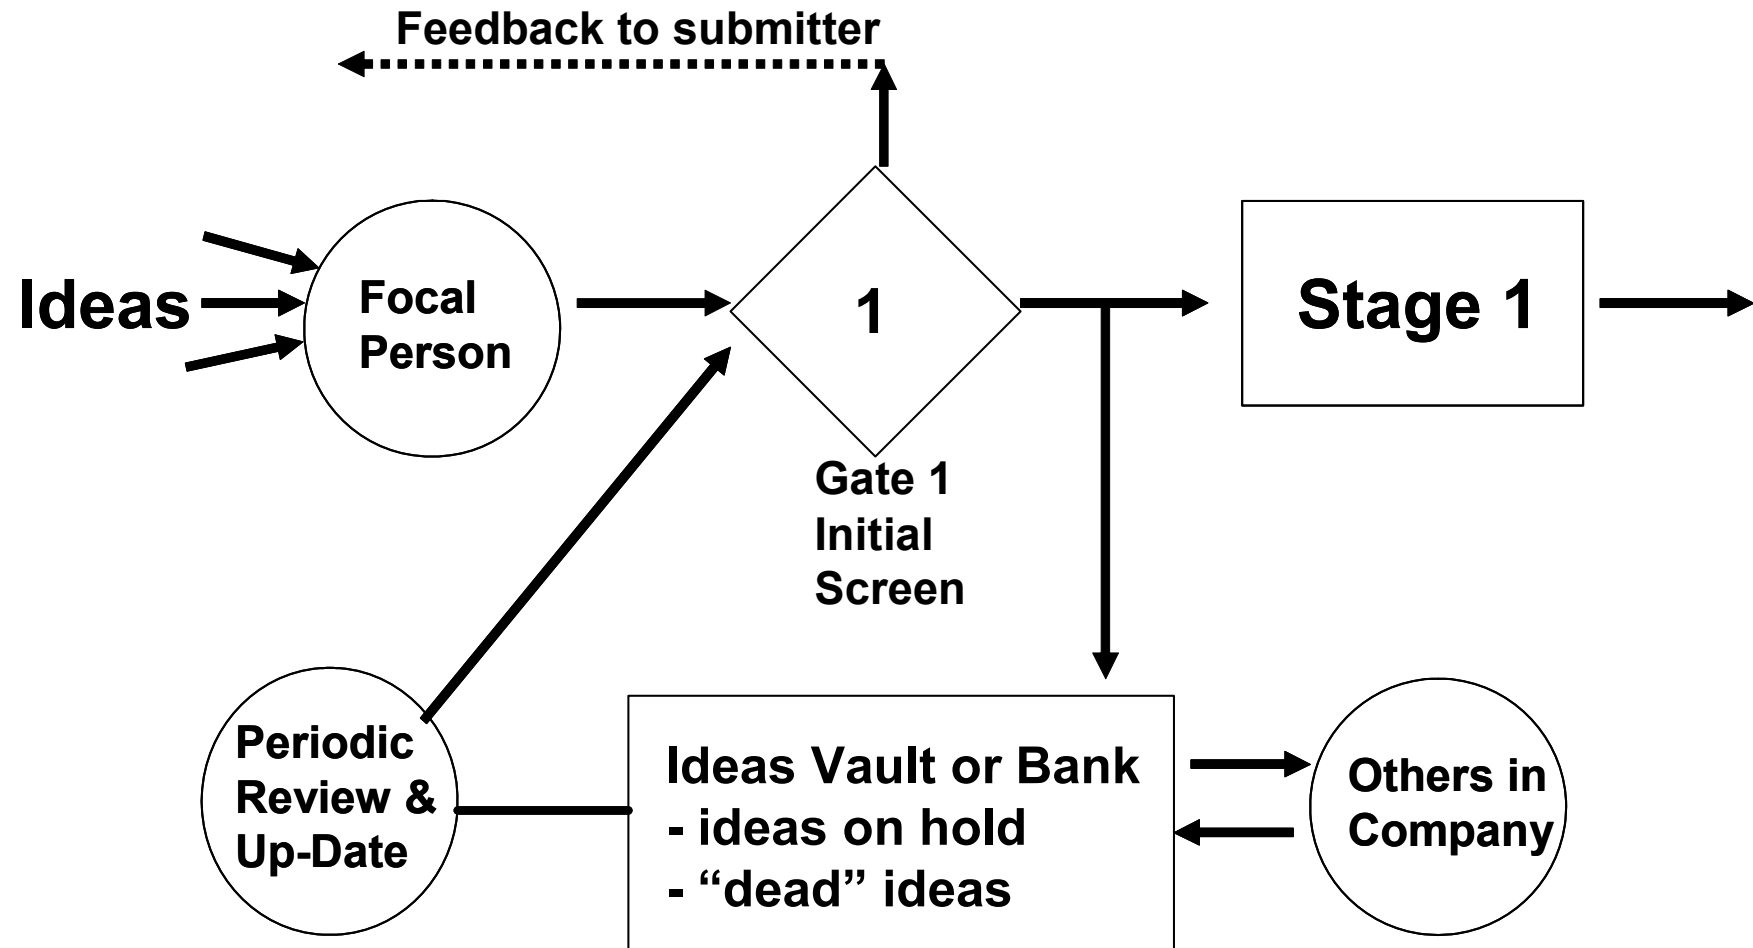 Feedback to submitter
Ideas
Focal
Person
1
Stage 1
Gate 1
Initial
Screen
Periodic
Review &
Up-Date
Ideas Vault or Bank
- ideas on hold
- “dead” ideas
Others in
Company